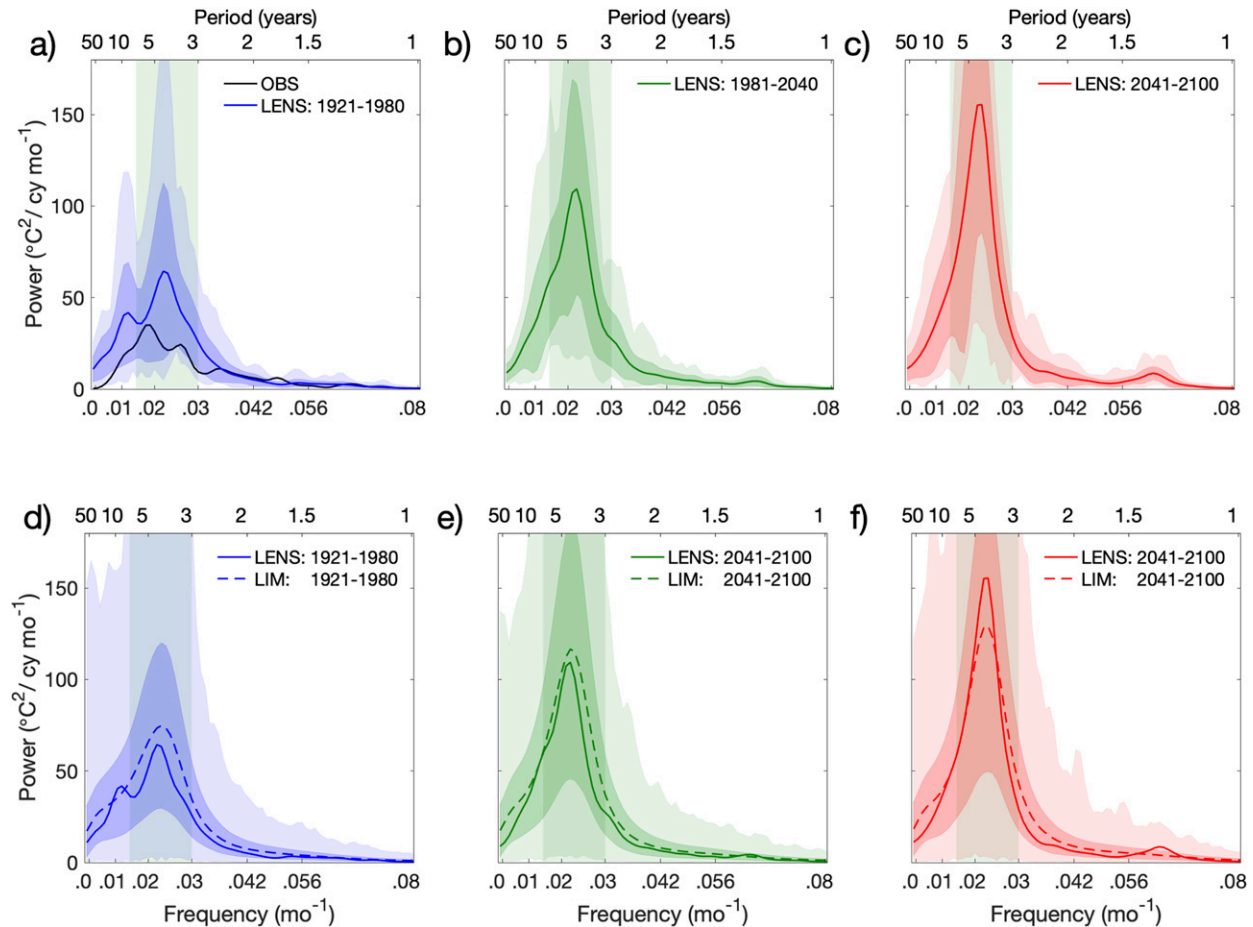 Period (years)
Period (years)
Period (years)
a) 50 10 5 3 2 1.5 1
b) 50 10 5 3 2 1.5 1
c) 50 10 5 3 2 1.5 1
OBS
LENS: 1921-1980
LENS: 1981-2040
LENS: 2041-2100
Power (°C²/ cy mo⁻¹)
150
100
50
0
.0 .01 .02 .03 .042 .056 .08
.0 .01 .02 .03 .042 .056 .08
.0 .01 .02 .03 .042 .056 .08
d) 50 10 5 3 2 1.5 1
e) 50 10 5 3 2 1.5 1
f) 50 10 5 3 2 1.5 1
LENS: 1921-1980
LIM: 1921-1980
LENS: 2041-2100
LIM: 2041-2100
LENS: 2041-2100
LIM: 2041-2100
Power (°C²/ cy mo⁻¹)
150
100
50
0
.0 .01 .02 .03 .042 .056 .08
.0 .01 .02 .03 .042 .056 .08
.0 .01 .02 .03 .042 .056 .08
Frequency (mo⁻¹)
Frequency (mo⁻¹)
Frequency (mo⁻¹)